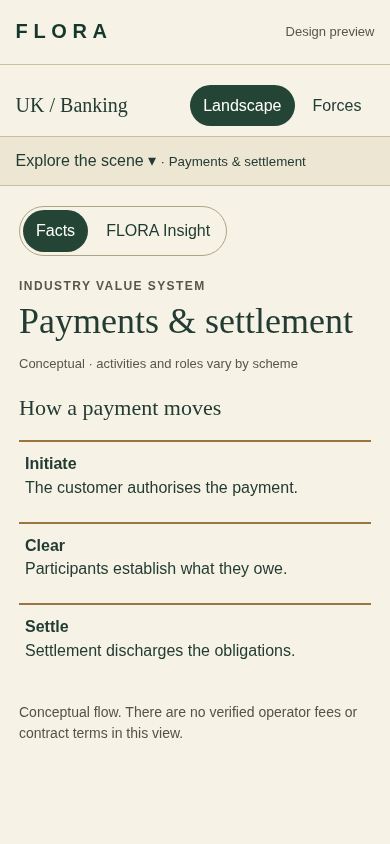 FLORA
Design preview
UK / Banking
Landscape
Forces
Explore the scene ▾ · Payments & settlement
Facts
FLORA Insight
INDUSTRY VALUE SYSTEM
Payments & settlement
Conceptual · activities and roles vary by scheme
How a payment moves
Initiate
The customer authorises the payment.
Clear
Participants establish what they owe.
Settle
Settlement discharges the obligations.
Conceptual flow. There are no verified operator fees or
contract terms in this view.